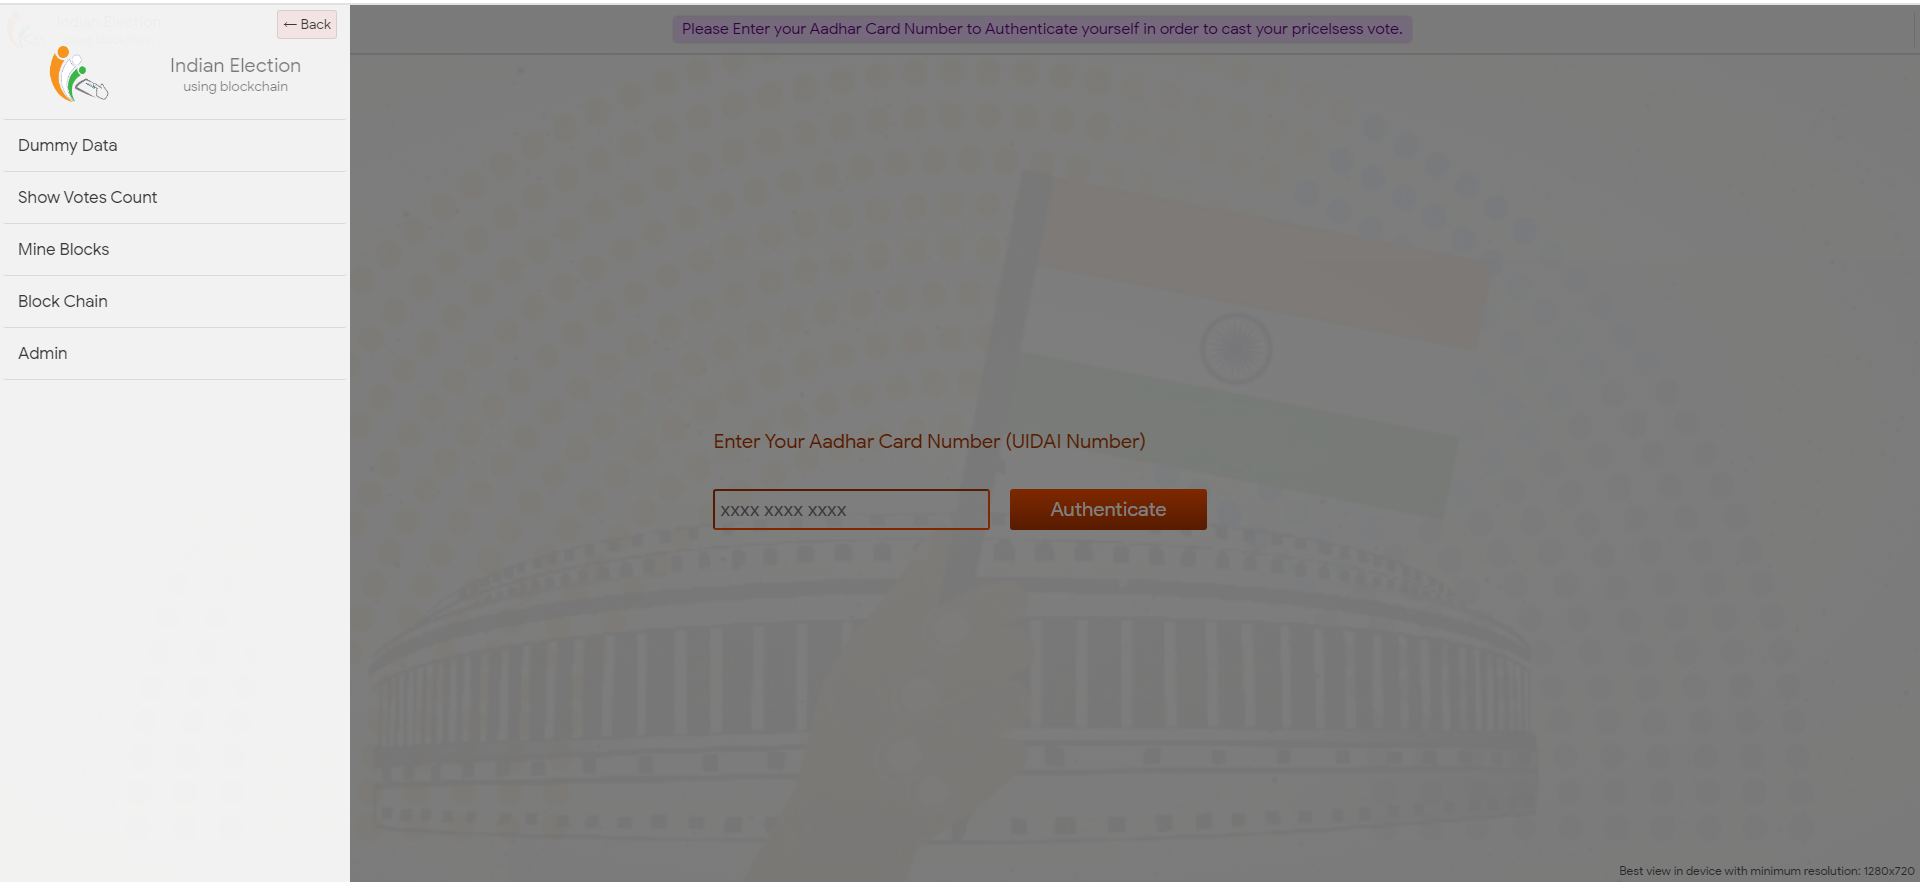 ← Back
Indian Election
using blockchain
Dummy Data
Show Votes Count
Mine Blocks
Block Chain
Admin
Please Enter your Aadhar Card Number to Authenticate yourself in order to cast your pricelsess vote.
Enter Your Aadhar Card Number (UIDAI Number)
xxxx xxxx xxxx
Authenticate
Best view in device with minimum resolution: 1280x720